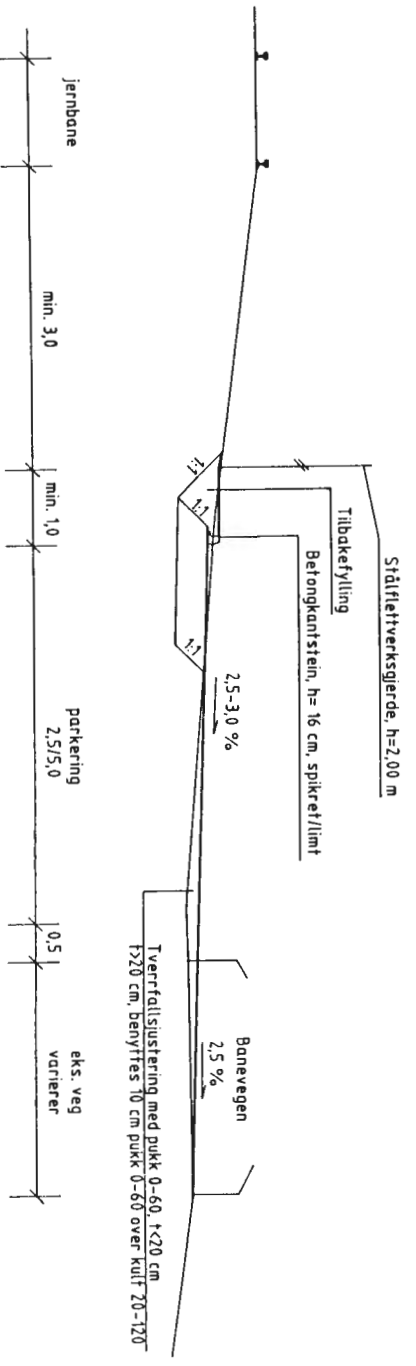 Stålflettverksgjerde, h=2,00 m
Betongkantstein, h= 16 cm, spikret/limt
Tilbakefylling
1:1
1:1
1:1
2,5-3,0 %
Banevegen
2,5 %
Tverrfallsjustering med pukk 0-60, t<20 cm
t>20 cm, benyttes 10 cm pukk 0-60 over kult 20-120
jernbane
min. 3,0
min. 1,0
parkering
2,5/5,0
0,5
eks. veg
varierer